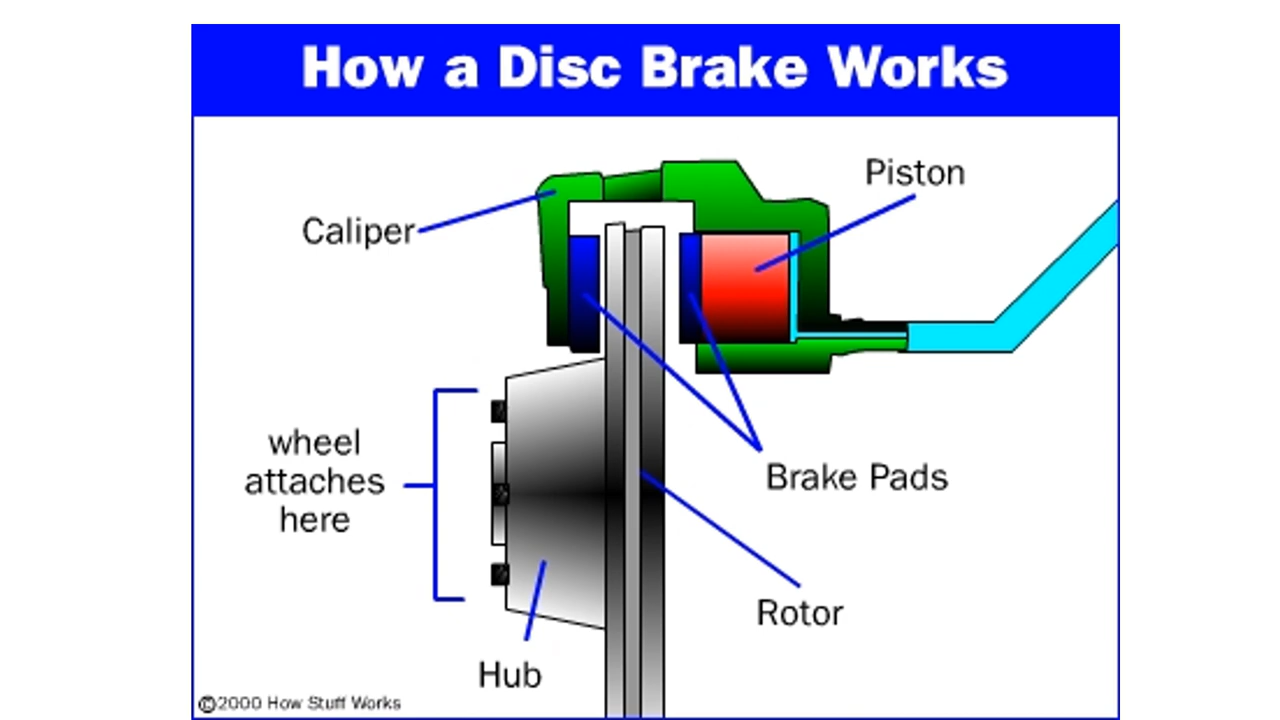 How a Disc Brake Works
Piston
Caliper
wheel
attaches
here
Brake Pads
Rotor
Hub
©2000 How Stuff Works